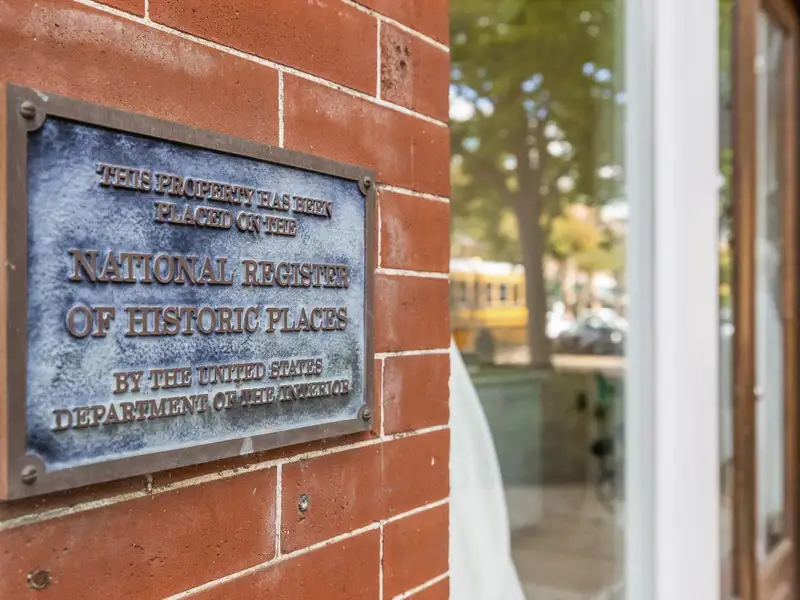 THIS PROPERTY HAS BEEN
PLACED ON THE
NATIONAL REGISTER
OF HISTORIC PLACES
BY THE UNITED STATES
DEPARTMENT OF THE INTERIOR